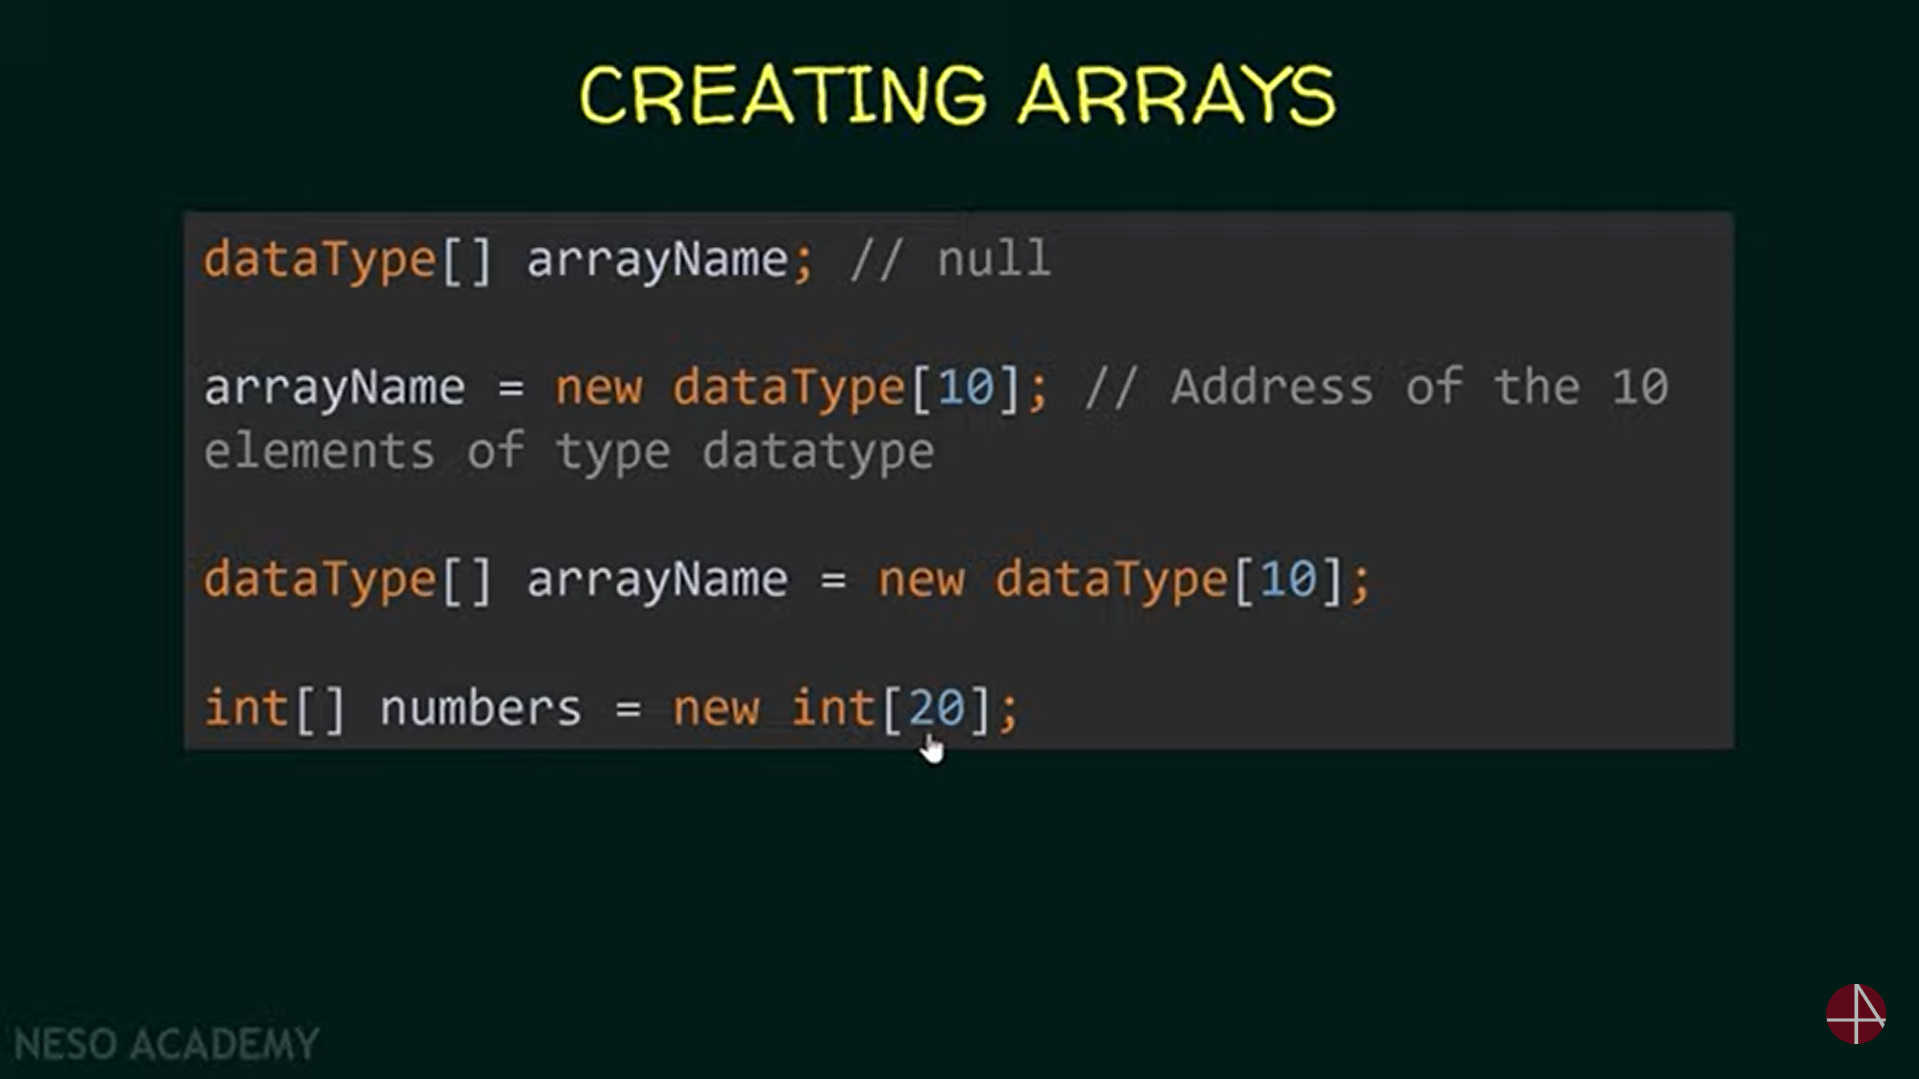 CREATING ARRAYS
dataType[] arrayName; // null
arrayName = new dataType[10]; // Address of the 10
elements of type datatype
dataType[] arrayName = new dataType[10];
int[] numbers = new int[20];
NESO ACADEMY